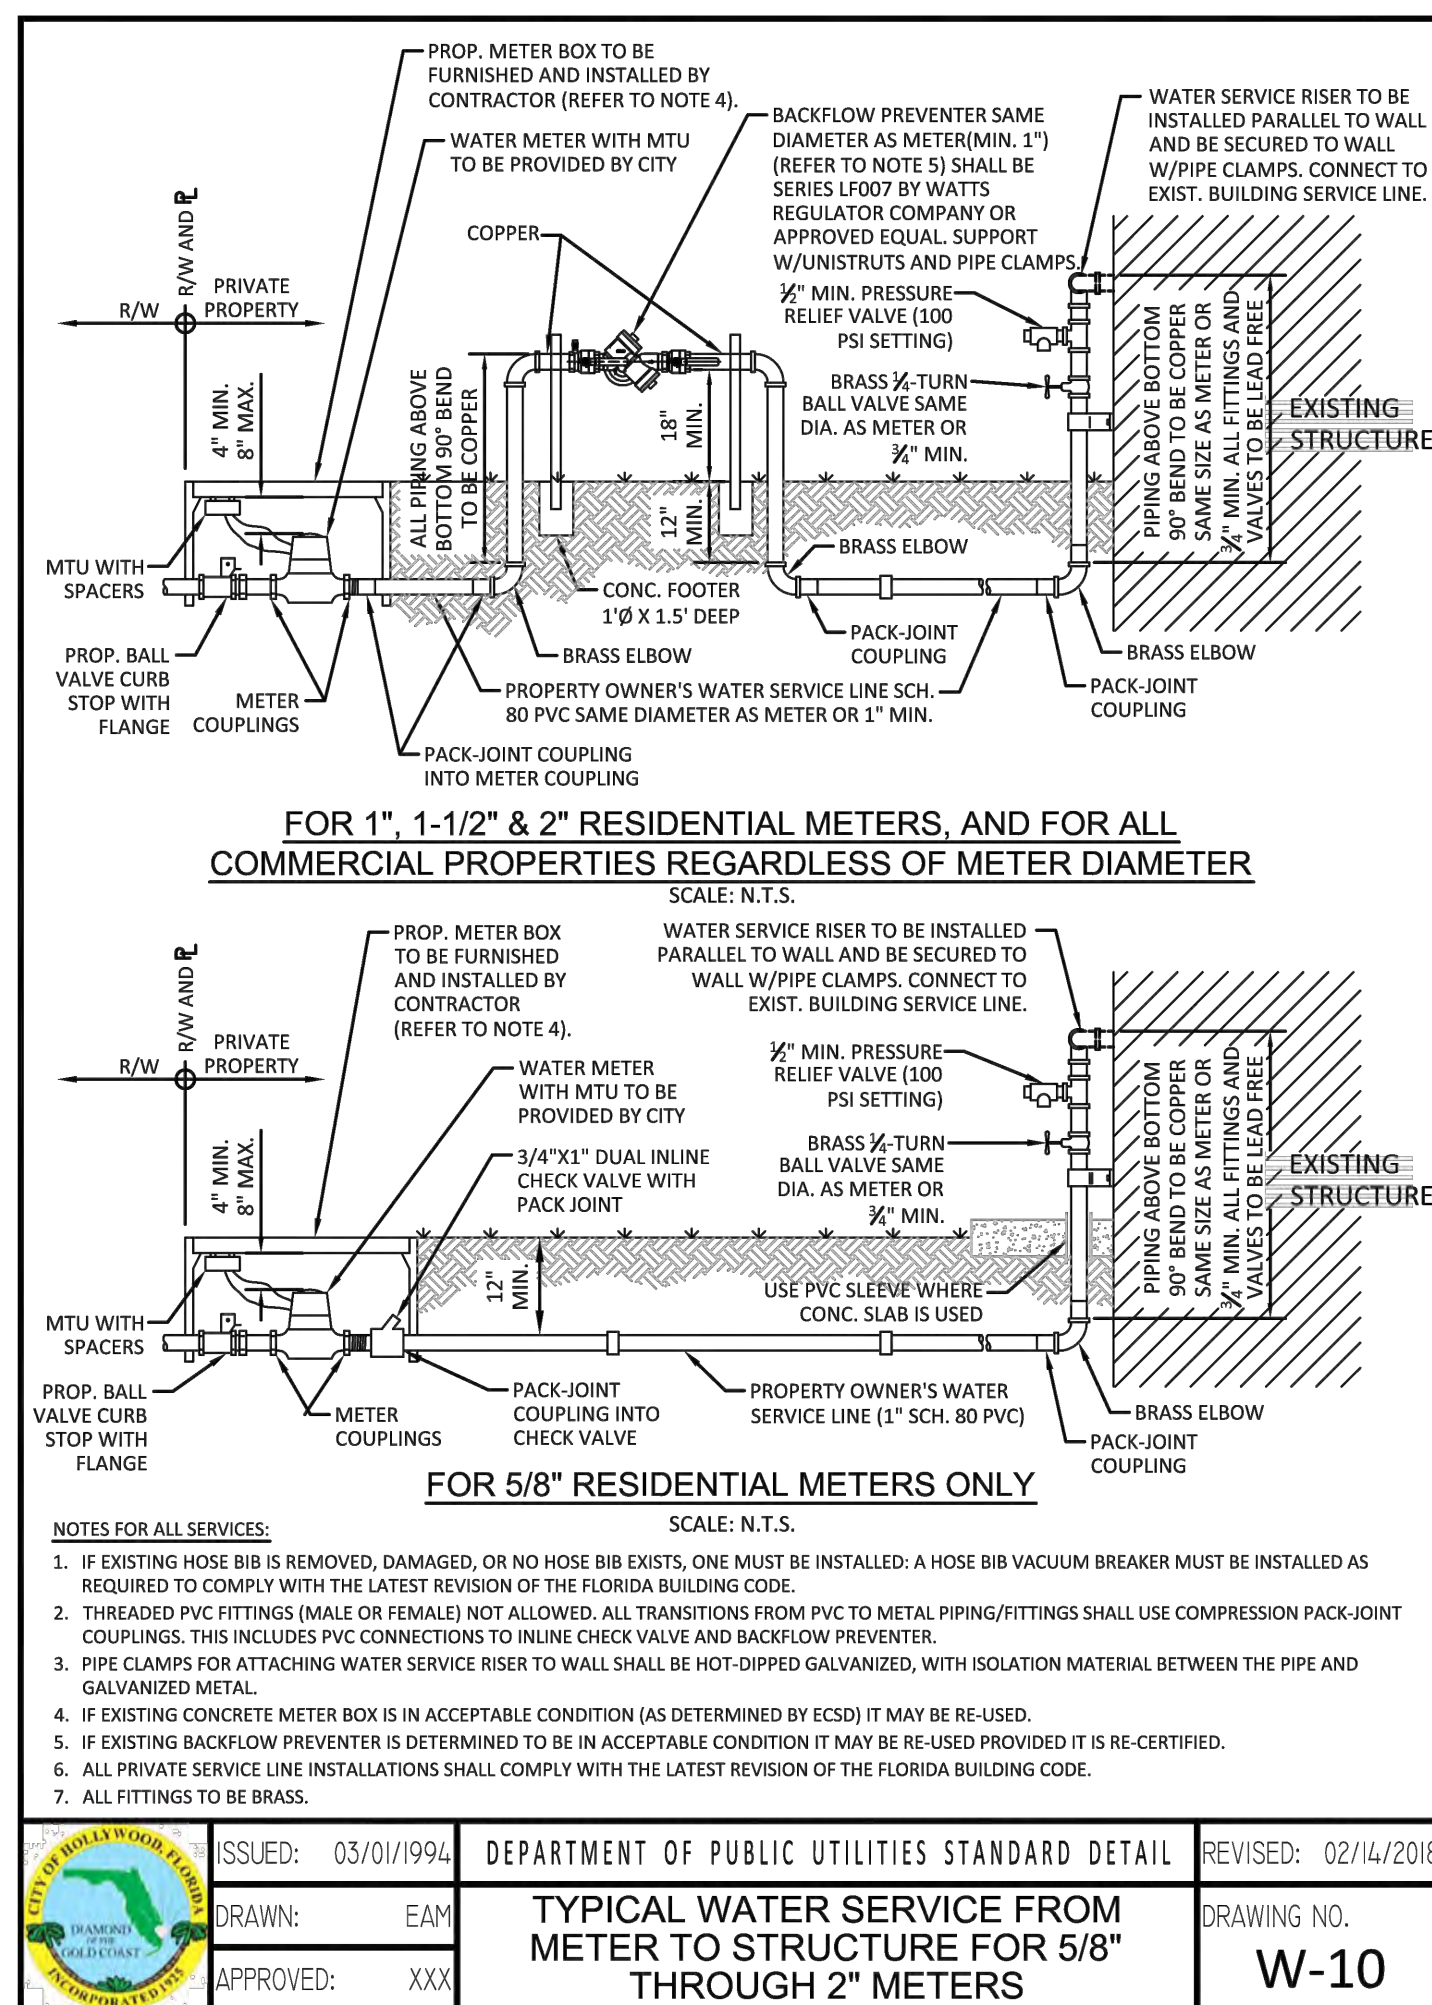 PROP. METER BOX TO BE
FURNISHED AND INSTALLED BY
CONTRACTOR (REFER TO NOTE 4).
WATER METER WITH MTU
TO BE PROVIDED BY CITY
BACKFLOW PREVENTER SAME
DIAMETER AS METER(MIN. 1")
(REFER TO NOTE 5) SHALL BE
SERIES LF007 BY WATTS
REGULATOR COMPANY OR
APPROVED EQUAL. SUPPORT
W/UNISTRUTS AND PIPE CLAMPS.
WATER SERVICE RISER TO BE
INSTALLED PARALLEL TO WALL
AND BE SECURED TO WALL
W/PIPE CLAMPS. CONNECT TO
EXIST. BUILDING SERVICE LINE.
COPPER
R/W AND PL
R/W
PRIVATE
PROPERTY
½" MIN. PRESSURE
RELIEF VALVE (100
PSI SETTING)
4" MIN.
8" MAX.
ALL PIPING ABOVE
BOTTOM 90° BEND
TO BE COPPER
18"
MIN.
12"
MIN.
BRASS ¼-TURN
BALL VALVE SAME
DIA. AS METER OR
¾" MIN.
PIPING ABOVE BOTTOM
90° BEND TO BE COPPER
SAME SIZE AS METER OR
¾" MIN. ALL FITTINGS AND
VALVES TO BE LEAD FREE
EXISTING
STRUCTURE
MTU WITH
SPACERS
BRASS ELBOW
CONC. FOOTER
1'Ø X 1.5' DEEP
PACK-JOINT
COUPLING
BRASS ELBOW
BRASS ELBOW
PROP. BALL
VALVE CURB
STOP WITH
FLANGE
METER
COUPLINGS
PROPERTY OWNER'S WATER SERVICE LINE SCH.
80 PVC SAME DIAMETER AS METER OR 1" MIN.
PACK-JOINT
COUPLING
PACK-JOINT COUPLING
INTO METER COUPLING
FOR 1", 1-1/2" & 2" RESIDENTIAL METERS, AND FOR ALL
COMMERCIAL PROPERTIES REGARDLESS OF METER DIAMETER
SCALE: N.T.S.
PROP. METER BOX
TO BE FURNISHED
AND INSTALLED BY
CONTRACTOR
(REFER TO NOTE 4).
WATER SERVICE RISER TO BE INSTALLED
PARALLEL TO WALL AND BE SECURED TO
WALL W/PIPE CLAMPS. CONNECT TO
EXIST. BUILDING SERVICE LINE.
R/W AND PL
R/W
PRIVATE
PROPERTY
WATER METER
WITH MTU TO BE
PROVIDED BY CITY
½" MIN. PRESSURE
RELIEF VALVE (100
PSI SETTING)
4" MIN.
8" MAX.
3/4"X1" DUAL INLINE
CHECK VALVE WITH
PACK JOINT
BRASS ¼-TURN
BALL VALVE SAME
DIA. AS METER OR
¾" MIN.
PIPING ABOVE BOTTOM
90° BEND TO BE COPPER
SAME SIZE AS METER OR
¾" MIN. ALL FITTINGS AND
VALVES TO BE LEAD FREE
EXISTING
STRUCTURE
12"
MIN.
USE PVC SLEEVE WHERE
CONC. SLAB IS USED
MTU WITH
SPACERS
PROP. BALL
VALVE CURB
STOP WITH
FLANGE
METER
COUPLINGS
PACK-JOINT
COUPLING INTO
CHECK VALVE
PROPERTY OWNER'S WATER
SERVICE LINE (1" SCH. 80 PVC)
BRASS ELBOW
PACK-JOINT
COUPLING
FOR 5/8" RESIDENTIAL METERS ONLY
SCALE: N.T.S.
NOTES FOR ALL SERVICES:
1. IF EXISTING HOSE BIB IS REMOVED, DAMAGED, OR NO HOSE BIB EXISTS, ONE MUST BE INSTALLED: A HOSE BIB VACUUM BREAKER MUST BE INSTALLED AS
REQUIRED TO COMPLY WITH THE LATEST REVISION OF THE FLORIDA BUILDING CODE.
2. THREADED PVC FITTINGS (MALE OR FEMALE) NOT ALLOWED. ALL TRANSITIONS FROM PVC TO METAL PIPING/FITTINGS SHALL USE COMPRESSION PACK-JOINT
COUPLINGS. THIS INCLUDES PVC CONNECTIONS TO INLINE CHECK VALVE AND BACKFLOW PREVENTER.
3. PIPE CLAMPS FOR ATTACHING WATER SERVICE RISER TO WALL SHALL BE HOT-DIPPED GALVANIZED, WITH ISOLATION MATERIAL BETWEEN THE PIPE AND
GALVANIZED METAL.
4. IF EXISTING CONCRETE METER BOX IS IN ACCEPTABLE CONDITION (AS DETERMINED BY ECSD) IT MAY BE RE-USED.
5. IF EXISTING BACKFLOW PREVENTER IS DETERMINED TO BE IN ACCEPTABLE CONDITION IT MAY BE RE-USED PROVIDED IT IS RE-CERTIFIED.
6. ALL PRIVATE SERVICE LINE INSTALLATIONS SHALL COMPLY WITH THE LATEST REVISION OF THE FLORIDA BUILDING CODE.
7. ALL FITTINGS TO BE BRASS.
CITY OF HOLLYWOOD, FLORIDA
DIAMOND
OF THE
GOLD COAST
INCORPORATED 1925
ISSUED: 03/01/1994
DRAWN: EAM
APPROVED: XXX
DEPARTMENT OF PUBLIC UTILITIES STANDARD DETAIL
TYPICAL WATER SERVICE FROM
METER TO STRUCTURE FOR 5/8"
THROUGH 2" METERS
REVISED: 02/14/2018
DRAWING NO.
W-10